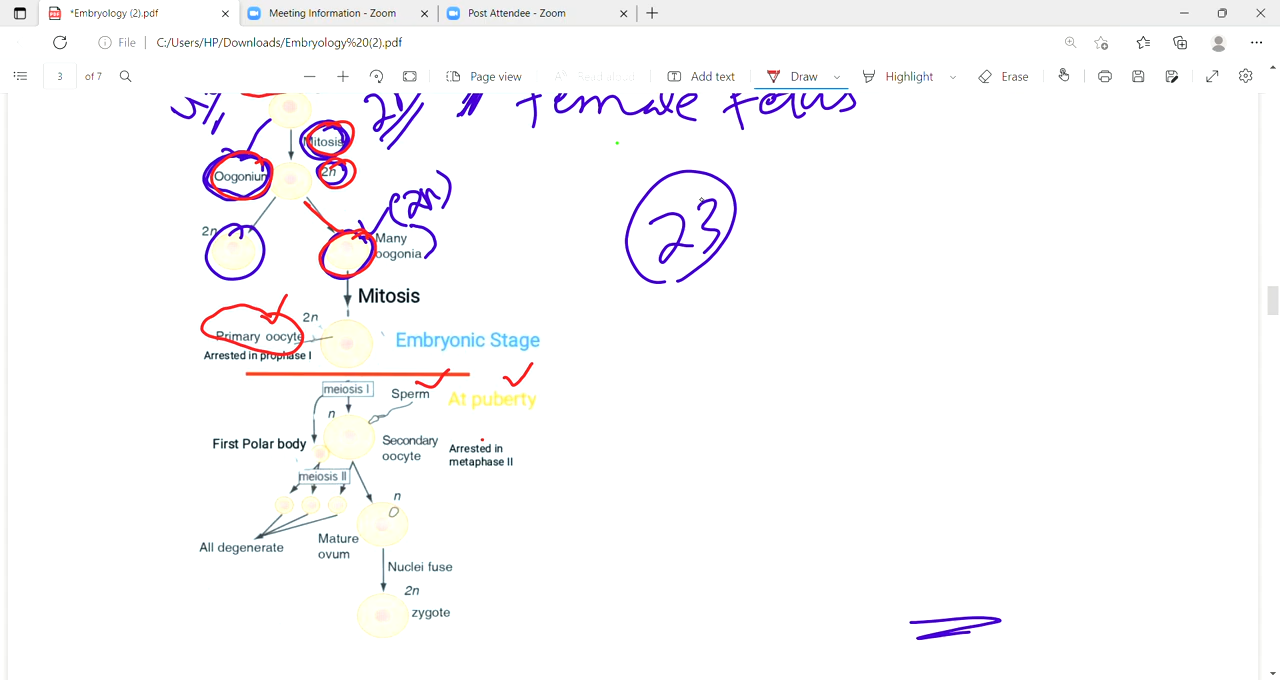 *Embryology (2).pdf
Meeting Information - Zoom
Post Attendee - Zoom
File
C:/Users/HP/Downloads/Embryology%20(2).pdf
3 of 7
Page view
Read aloud
Add text
Draw
Highlight
Erase
Female Fetus
Mitosis
Oogonium
2n
(2n)
2n
Many
oogonia
23
Mitosis
2n
Primary oocyte
Embryonic Stage
Arrested in prophase I
meiosis I
Sperm
At puberty
n
First Polar body
Secondary
oocyte
Arrested in
metaphase II
meiosis II
n
All degenerate
Mature
ovum
Nuclei fuse
2n
zygote